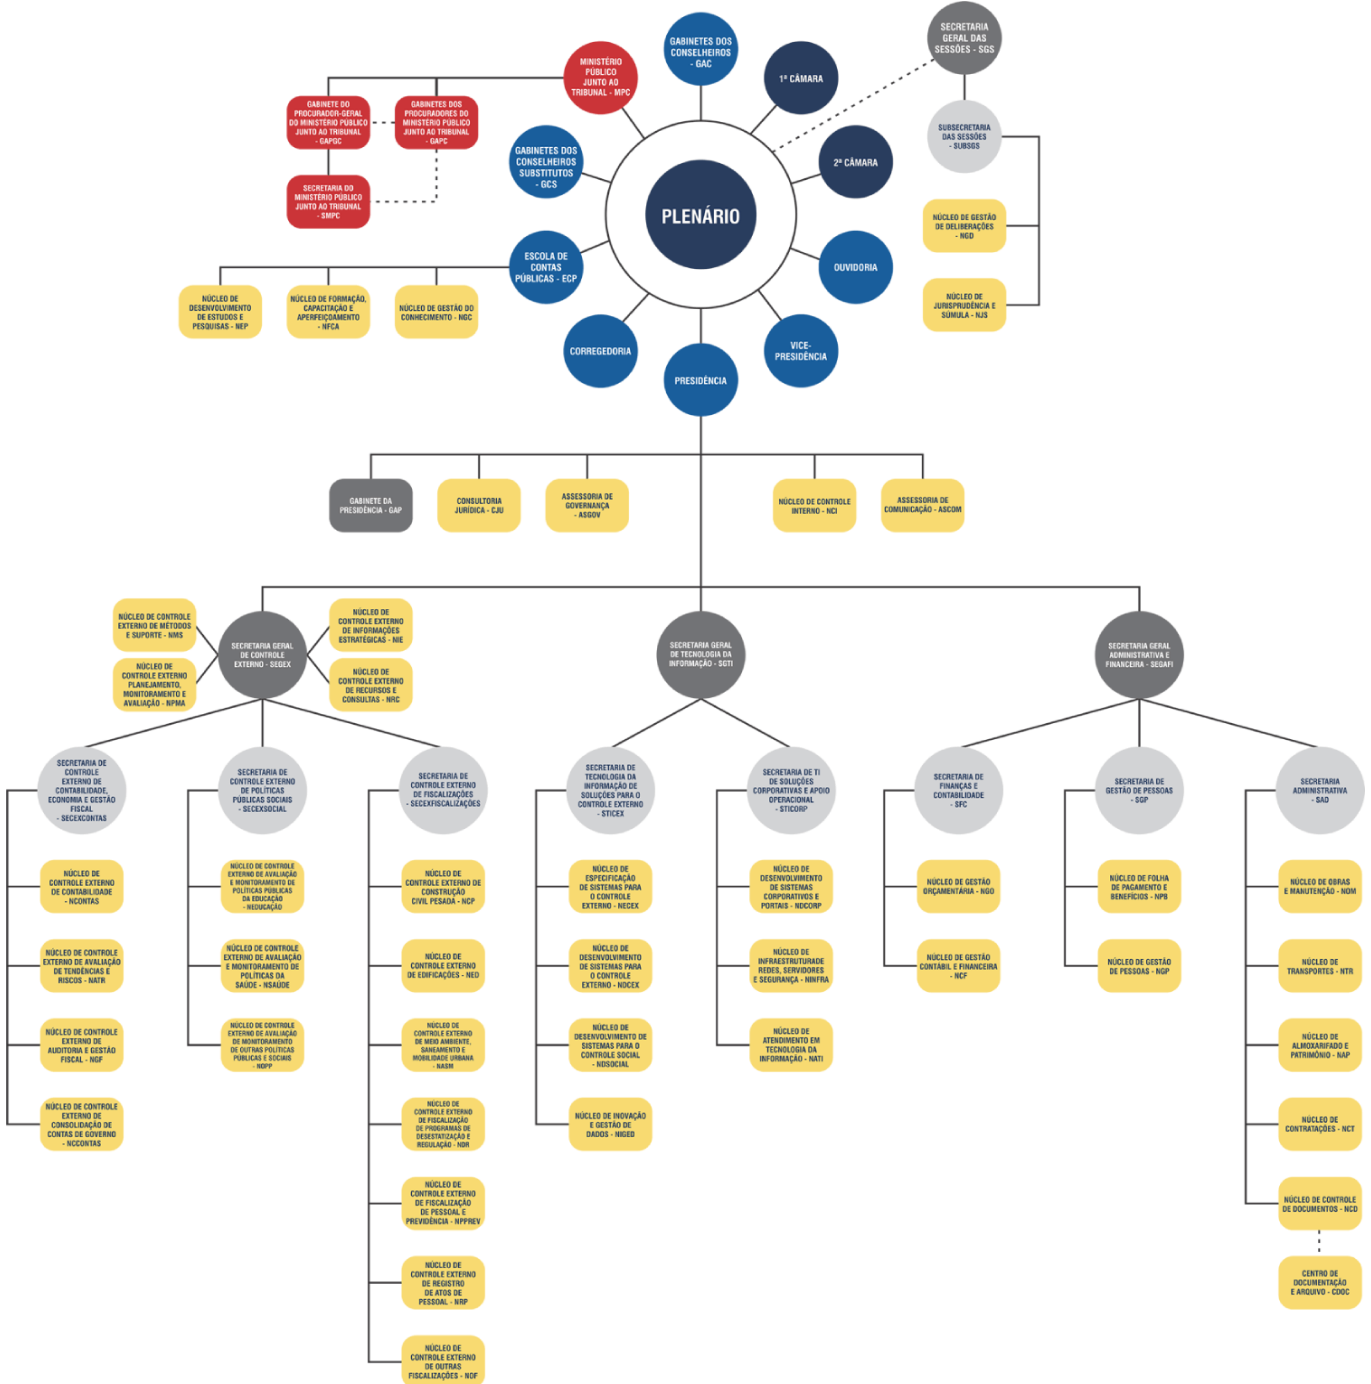 SECRETARIA
GERAL DAS
SESSÕES - SGS
GABINETES DOS
CONSELHEIROS
- GAC
MINISTÉRIO
PÚBLICO
JUNTO AO
TRIBUNAL - MPC
1ª CÂMARA
GABINETE DO
PROCURADOR-GERAL
DO MINISTÉRIO PÚBLICO
JUNTO AO TRIBUNAL
- GAPGC
GABINETES DOS
PROCURADORES DO
MINISTÉRIO PÚBLICO
JUNTO AO TRIBUNAL
- GAPC
SUBSECRETARIA
DAS SESSÕES
- SUBSGS
GABINETES DOS
CONSELHEIROS
SUBSTITUTOS
- GCS
2ª CÂMARA
SECRETARIA DO
MINISTÉRIO PÚBLICO
JUNTO AO TRIBUNAL
- SMPC
PLENÁRIO
NÚCLEO DE GESTÃO
DE DELIBERAÇÕES
- NGD
ESCOLA DE
CONTAS
PÚBLICAS - ECP
OUVIDORIA
NÚCLEO DE
DESENVOLVIMENTO
DE ESTUDOS E
PESQUISAS - NEP
NÚCLEO DE FORMAÇÃO,
CAPACITAÇÃO E
APERFEIÇOAMENTO
- NFCA
NÚCLEO DE GESTÃO DO
CONHECIMENTO - NGC
NÚCLEO DE
JURISPRUDÊNCIA E
SÚMULA - NJS
CORREGEDORIA
VICE-
PRESIDÊNCIA
PRESIDÊNCIA
GABINETE DA
PRESIDÊNCIA - GAP
CONSULTORIA
JURÍDICA - CJU
ASSESSORIA DE
GOVERNANÇA
- ASGOV
NÚCLEO DE CONTROLE
INTERNO - NCI
ASSESSORIA DE
COMUNICAÇÃO - ASCOM
NÚCLEO DE CONTROLE
EXTERNO DE MÉTODOS
E SUPORTE - NMS
NÚCLEO DE
CONTROLE EXTERNO
DE INFORMAÇÕES
ESTRATÉGICAS - NIE
SECRETARIA GERAL
DE CONTROLE
EXTERNO - SEGEX
NÚCLEO DE
CONTROLE EXTERNO
PLANEJAMENTO,
MONITORAMENTO E
AVALIAÇÃO - NPMA
NÚCLEO DE
CONTROLE EXTERNO
DE RECURSOS E
CONSULTAS - NRC
SECRETARIA GERAL
DE TECNOLOGIA DA
INFORMAÇÃO - SGTI
SECRETARIA GERAL
ADMINISTRATIVA E
FINANCEIRA - SEGAFI
SECRETARIA DE
CONTROLE
EXTERNO DE
CONTABILIDADE,
ECONOMIA E GESTÃO
FISCAL
- SECEXCONTAS
SECRETARIA DE
CONTROLE EXTERNO
DE POLÍTICAS
PÚBLICAS SOCIAIS
- SECEXSOCIAL
SECRETARIA DE
CONTROLE EXTERNO
DE FISCALIZAÇÕES
- SECEXFISCALIZAÇÕES
SECRETARIA DE
TECNOLOGIA DA
INFORMAÇÃO DE
SOLUÇÕES PARA O
CONTROLE EXTERNO
- STICEX
SECRETARIA DE TI
DE SOLUÇÕES
CORPORATIVAS E APOIO
OPERACIONAL
- STICORP
SECRETARIA DE
FINANÇAS E
CONTABILIDADE - SFC
SECRETARIA DE
GESTÃO DE PESSOAS
- SGP
SECRETARIA
ADMINISTRATIVA -
SAD
NÚCLEO DE
CONTROLE EXTERNO
DE CONTABILIDADE
- NCONTAS
NÚCLEO DE CONTROLE
EXTERNO DE AVALIAÇÃO
E MONITORAMENTO DE
POLÍTICAS PÚBLICAS
DA EDUCAÇÃO
- NEDUCAÇÃO
NÚCLEO DE
CONTROLE EXTERNO DE
CONSTRUÇÃO
CIVIL PESADA - NCP
NÚCLEO DE
ESPECIFICAÇÃO
DE SISTEMAS PARA
O CONTROLE
EXTERNO - NECEX
NÚCLEO DE
DESENVOLVIMENTO
DE SISTEMAS
CORPORATIVOS E
PORTAIS - NDCORP
NÚCLEO DE GESTÃO
ORÇAMENTÁRIA - NGO
NÚCLEO DE FOLHA
DE PAGAMENTO E
BENEFÍCIOS - NPB
NÚCLEO DE OBRAS
E MANUTENÇÃO - NOM
NÚCLEO DE CONTROLE
EXTERNO DE AVALIAÇÃO
DE TENDÊNCIAS E
RISCOS - NATR
NÚCLEO DE CONTROLE
EXTERNO DE AVALIAÇÃO
E MONITORAMENTO DE
POLÍTICAS DA
SAÚDE - NSAÚDE
NÚCLEO DE
CONTROLE EXTERNO
DE EDIFICAÇÕES - NED
NÚCLEO DE
DESENVOLVIMENTO
DE SISTEMAS PARA O
CONTROLE
EXTERNO - NDCEX
NÚCLEO DE
INFRAESTRUTURADE
REDES, SERVIDORES
E SEGURANÇA - NINFRA
NÚCLEO DE GESTÃO
CONTÁBIL E FINANCEIRA
- NCF
NÚCLEO DE GESTÃO
DE PESSOAS - NGP
NÚCLEO DE
TRANSPORTES - NTR
NÚCLEO DE CONTROLE
EXTERNO DE
AUDITORIA E GESTÃO
FISCAL - NGF
NÚCLEO DE CONTROLE
EXTERNO DE AVALIAÇÃO
DE MONITORAMENTO
DE OUTRAS POLÍTICAS
PÚBLICAS E SOCIAIS
- NOPP
NÚCLEO DE
CONTROLE EXTERNO
DE MEIO AMBIENTE,
SANEAMENTO E
MOBILIDADE URBANA
- NASM
NÚCLEO DE
DESENVOLVIMENTO DE
SISTEMAS PARA O
CONTROLE SOCIAL
- NDSOCIAL
NÚCLEO DE
ATENDIMENTO EM
TECNOLOGIA DA
INFORMAÇÃO - NATI
NÚCLEO DE
ALMOXARIFADO E
PATRIMÔNIO - NAP
NÚCLEO DE CONTROLE
EXTERNO DE
CONSOLIDAÇÃO DE
CONTAS DE GOVERNO
- NCCONTAS
NÚCLEO DE
CONTROLE EXTERNO
DE FISCALIZAÇÃO
DE PROGRAMAS DE
DESESTATIZAÇÃO E
REGULAÇÃO - NDR
NÚCLEO DE INOVAÇÃO
E GESTÃO DE
DADOS - NIGED
NÚCLEO DE
CONTRATAÇÕES - NCT
NÚCLEO DE
CONTROLE EXTERNO
DE FISCALIZAÇÃO
DE PESSOAL E
PREVIDÊNCIA - NPPREV
NÚCLEO DE CONTROLE
DE DOCUMENTOS - NCD
NÚCLEO DE
CONTROLE EXTERNO
DE REGISTRO
DE ATOS DE
PESSOAL - NRP
CENTRO DE
DOCUMENTAÇÃO
E ARQUIVO - CDOC
NÚCLEO DE
CONTROLE EXTERNO
DE OUTRAS
FISCALIZAÇÕES - NOF